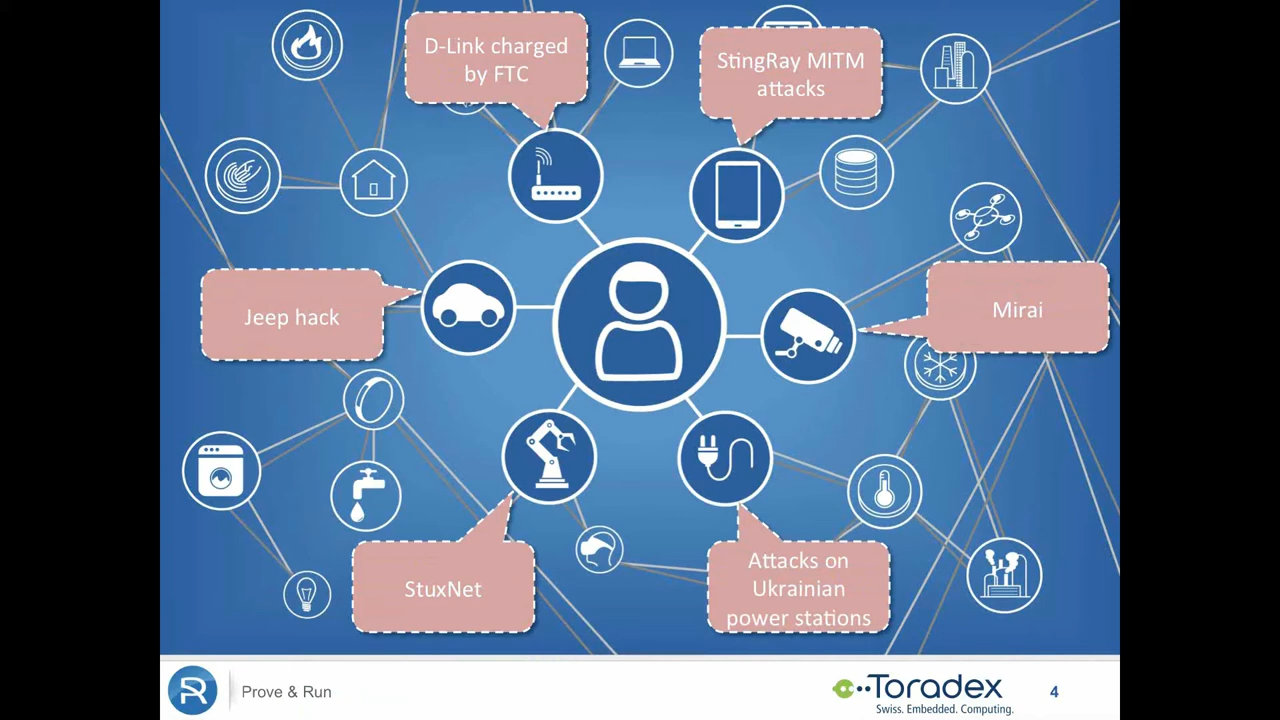 D-Link charged
by FTC
StingRay MITM
attacks
Jeep hack
Mirai
StuxNet
Attacks on
Ukrainian
power stations
Prove & Run
Toradex
Swiss. Embedded. Computing.
4